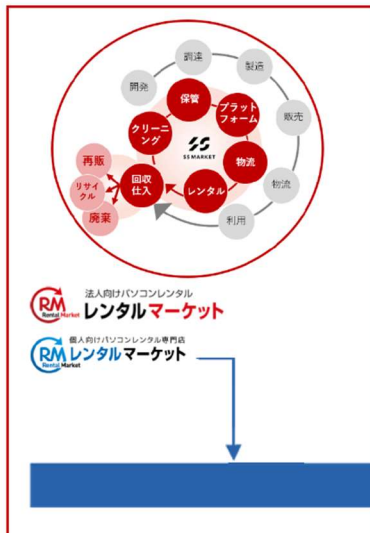 調達
製造
開発
保管
プラット
フォーム
販売
クリーニ
ング
SS MARKET
物流
再販
回収
仕入
レンタル
物流
リサイ
クル
廃棄
利用
法人向けパソコンレンタル
RM レンタルマーケット
Rental Market
個人向けパソコンレンタル専門店
RM レンタルマーケット
Rental Market